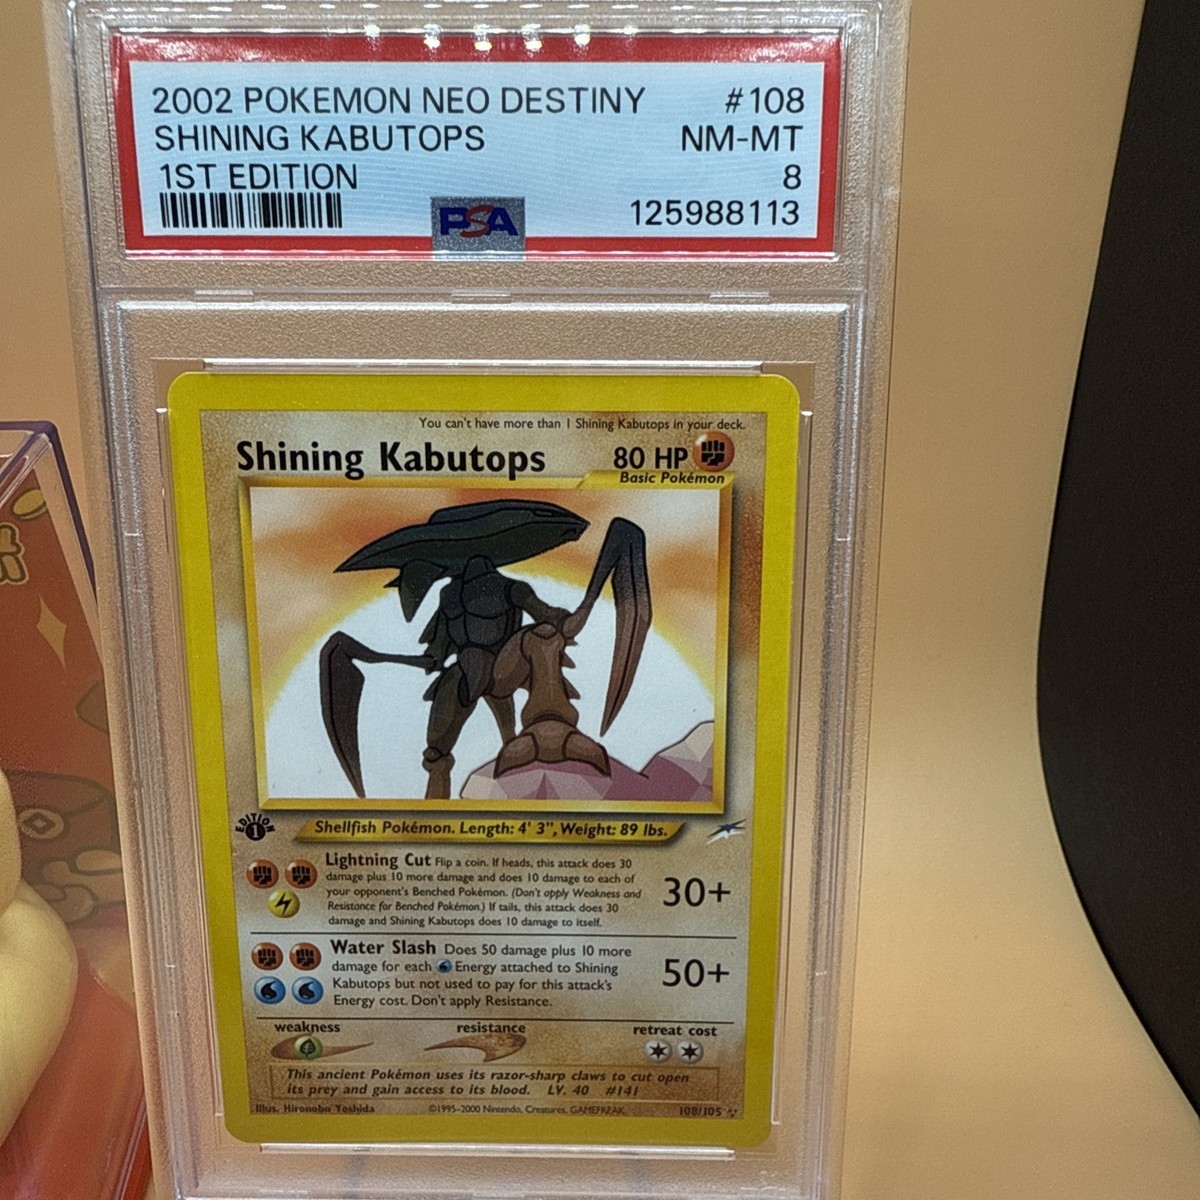 2002 POKEMON NEO DESTINY #108
SHINING KABUTOPS NM-MT
1ST EDITION 8
PSA 125988113
You can't have more than 1 Shining Kabutops in your deck.
Shining Kabutops 80 HP
Basic Pokémon
EDITION 1
Shellfish Pokémon. Length: 4' 3", Weight: 89 lbs.
Lightning Cut Flip a coin. If heads, this attack does 30
damage plus 10 more damage and does 10 damage to each of
your opponent's Benched Pokémon. (Don't apply Weakness and
Resistance for Benched Pokémon.) If tails, this attack does 30
damage and Shining Kabutops does 10 damage to itself.
30+
Water Slash Does 50 damage plus 10 more
damage for each Energy attached to Shining
Kabutops but not used to pay for this attack's
Energy cost. Don't apply Resistance.
50+
weakness resistance retreat cost
This ancient Pokémon uses its razor-sharp claws to cut open
its prey and gain access to its blood. LV. 40 #141
Illus. Hironobu Yoshida ©1995-2000 Nintendo, Creatures, GAMEFREAK 108/105